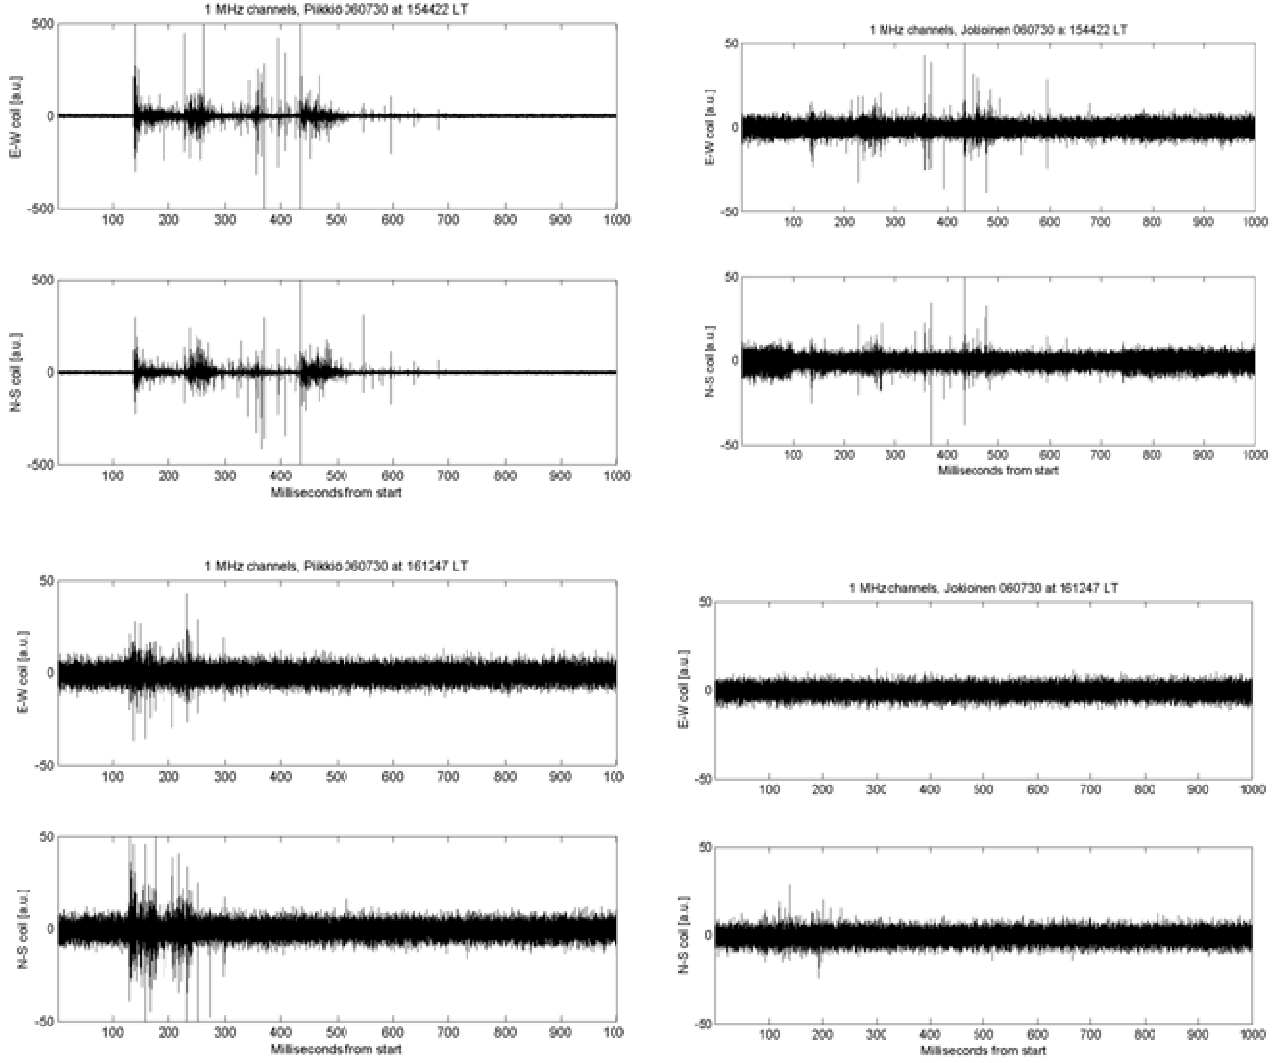 1 MHz channels, Piikkiö 060730 at 154422 LT
500
0
-500
E-W coil [a.u.]
100 200 300 400 500 600 700 800 900 1000
500
0
-500
N-S coil [a.u.]
100 200 300 400 500 600 700 800 900 1000
Milliseconds from start
1 MHz channels, Jokioinen 060730 at 154422 LT
50
0
-50
E-W coil [a.u.]
100 200 300 400 500 600 700 800 900 1000
50
0
-50
N-S coil [a.u.]
100 200 300 400 500 600 700 800 900 1000
Milliseconds from start
1 MHz channels, Piikkiö 060730 at 161247 LT
50
0
-50
E-W coil [a.u.]
100 200 300 400 500 600 700 800 900 100
50
0
-50
N-S coil [a.u.]
100 200 300 400 500 600 700 800 900 1000
Milliseconds from start
1 MHz channels, Jokioinen 060730 at 161247 LT
50
0
-50
E-W coil [a.u.]
100 200 300 400 500 600 700 800 900 1000
50
0
-50
N-S coil [a.u.]
100 200 300 400 500 600 700 800 900 1000
Milliseconds from start